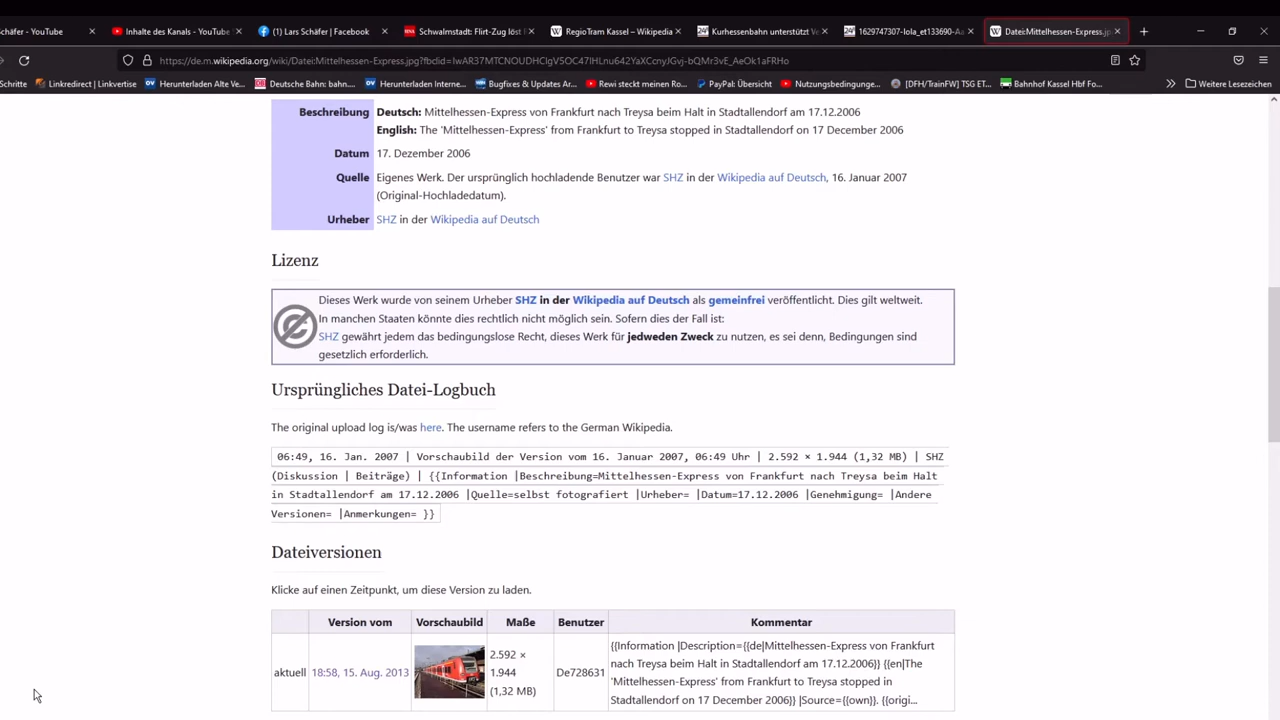 Schäfer - YouTube
Inhalte des Kanals - YouTube
(1) Lars Schäfer | Facebook
Schwalmstadt: Flirt-Zug löst
RegioTram Kassel – Wikipedia
Kurhessenbahn unterstützt
1629747307-lola_et133690-
Datei:Mittelhessen-Express.jp
https://de.m.wikipedia.org/wiki/Datei:Mittelhessen-Express.jpg?fbclid=
Linkredirect | Linkvertise
Herunterladen Alte Ve...
Deutsche Bahn: bahn....
Herunterladen Interne...
Bugfixes & Updates Ar...
Rewi steckt meinen Ro...
PayPal: Übersicht
Nutzungsbedingunge...
[DFH/TrainFW] TSG ET...
Bahnhof Kassel Hbf Fo...
Weitere Lesezeichen
Beschreibung
Deutsch: Mittelhessen-Express von Frankfurt nach Treysa beim Halt in Stadtallendorf am 17.12.2006
English: The 'Mittelhessen-Express' from Frankfurt to Treysa stopped in Stadtallendorf on 17 December 2006
Datum 17. Dezember 2006
Quelle Eigenes Werk. Der ursprünglich hochladende Benutzer war SHZ in der Wikipedia auf Deutsch, 16. Januar 2007
(Original-Hochladedatum).
Urheber SHZ in der Wikipedia auf Deutsch
Lizenz
Dieses Werk wurde von seinem Urheber SHZ in der Wikipedia auf Deutsch als gemeinfrei veröffentlicht. Dies gilt weltweit.
In manchen Staaten könnte dies rechtlich nicht möglich sein. Sofern dies der Fall ist:
SHZ gewährt jedem das bedingungslose Recht, dieses Werk für jedweden Zweck zu nutzen, es sei denn, Bedingungen sind
gesetzlich erforderlich.
Ursprüngliches Datei-Logbuch
The original upload log is/was here. The username refers to the German Wikipedia.
06:49, 16. Jan. 2007 | Vorschaubild der Version vom 16. Januar 2007, 06:49 Uhr | 2.592 × 1.944 (1,32 MB) | SHZ
(Diskussion | Beiträge) | {{Information |Beschreibung=Mittelhessen-Express von Frankfurt nach Treysa beim Halt
in Stadtallendorf am 17.12.2006 |Quelle=selbst fotografiert |Urheber= |Datum=17.12.2006 |Genehmigung= |Andere
Versionen= |Anmerkungen= }}
Dateiversionen
Klicke auf einen Zeitpunkt, um diese Version zu laden.
Version vom Vorschaubild Maße Benutzer Kommentar
aktuell 18:58, 15. Aug. 2013
2.592 ×
1.944
(1,32 MB)
De728631
{{Information |Description={{de|Mittelhessen-Express von Frankfurt
nach Treysa beim Halt in Stadtallendorf am 17.12.2006}} {{en|The
'Mittelhessen-Express' from Frankfurt to Treysa stopped in
Stadtallendorf on 17 December 2006}} |Source={{own}}. {{origi...